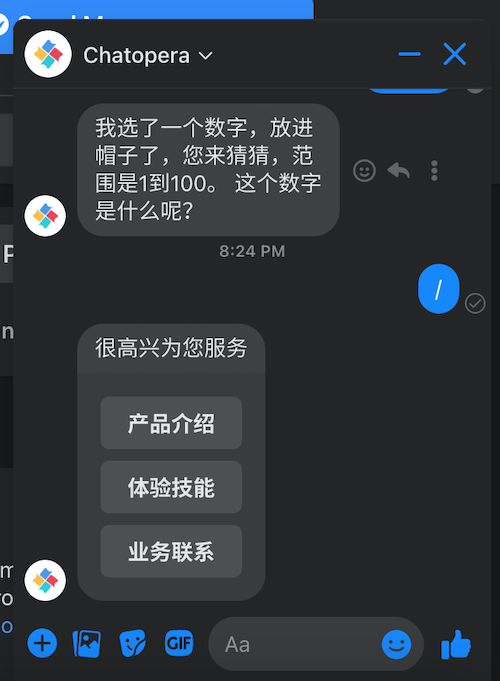 Chatopera
我选了一个数字，放进
帽子了，您来猜猜，范
围是1到100。 这个数字
是什么呢？
8:24 PM
/
很高兴为您服务
产品介绍
体验技能
业务联系
GIF
Aa